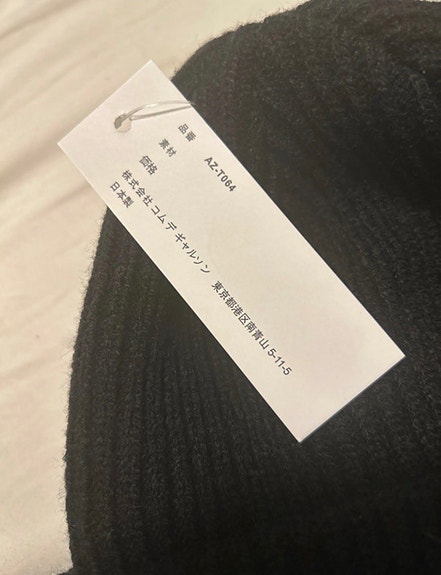 品番 AZ-T064
素材
価格
株式会社 コム デ ギャルソン 東京都港区南青山 5-11-5
日本製